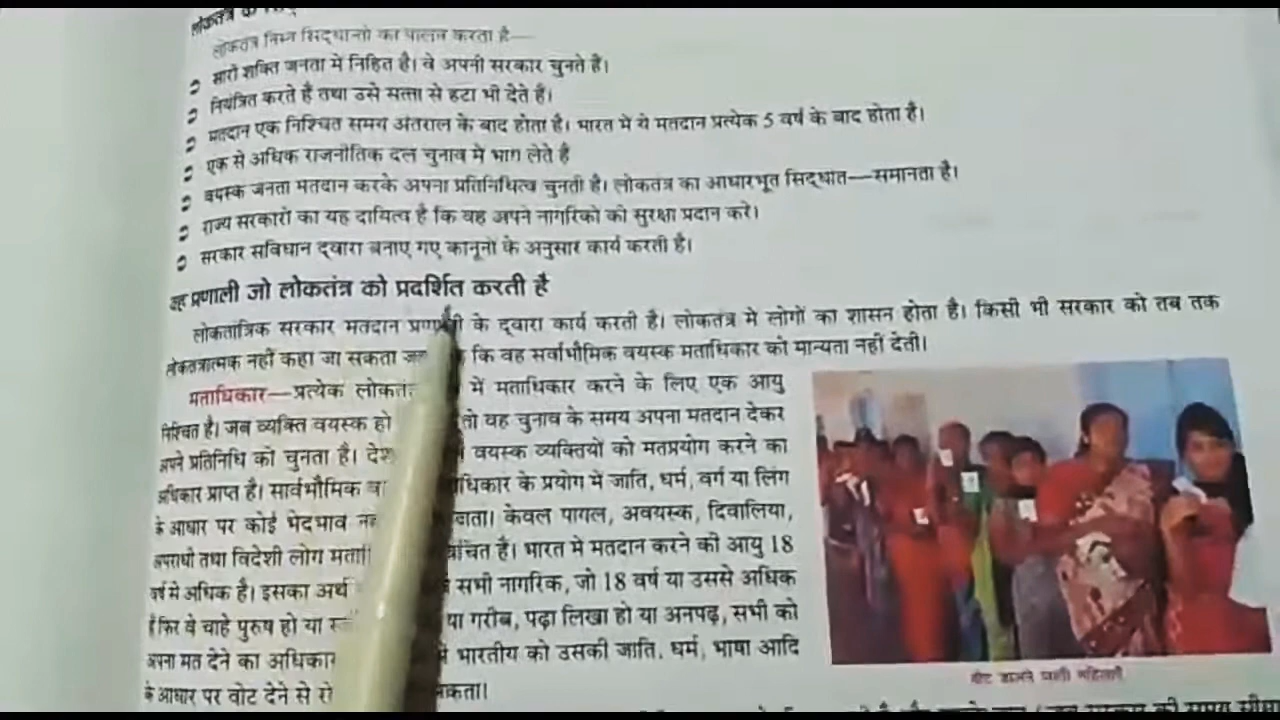 लोकतंत्र के
लोकतंत्र निम्न सिद्धान्तों का पालन करता है—
सारी शक्ति जनता में निहित है। वे अपनी सरकार चुनते हैं।
नियंत्रित करते हैं तथा उसे सत्ता से हटा भी देते हैं।
मतदान एक निश्चित समय अंतराल के बाद होता है। भारत में ये मतदान प्रत्येक 5 वर्ष के बाद होता है।
एक से अधिक राजनीतिक दल चुनाव में भाग लेते हैं
वयस्क जनता मतदान करके अपना प्रतिनिधित्व चुनती है। लोकतंत्र का आधारभूत सिद्धांत—समानता है।
राज्य सरकारों का यह दायित्व है कि वह अपने नागरिकों को सुरक्षा प्रदान करे।
सरकार संविधान द्वारा बनाए गए कानूनों के अनुसार कार्य करती है।
वह प्रणाली जो लोकतंत्र को प्रदर्शित करती है
लोकतांत्रिक सरकार मतदान प्रणाली के द्वारा कार्य करती है। लोकतंत्र में लोगों का शासन होता है। किसी भी सरकार को तब तक
लोकतंत्रात्मक नहीं कहा जा सकता कि वह सर्वाभौमिक वयस्क मताधिकार को मान्यता नहीं देती।
मताधिकार—प्रत्येक में मताधिकार करने के लिए एक आयु
निश्चित है। जब व्यक्ति वयस्क हो तो वह चुनाव के समय अपना मतदान देकर
अपने प्रतिनिधि को चुनता है। वयस्क व्यक्तियों को मतप्रयोग करने का
अधिकार प्राप्त है। सार्वभौमिक के प्रयोग में जाति, धर्म, वर्ग या लिंग
के आधार पर कोई भेदभाव जाता। केवल पागल, अवयस्क, दिवालिया,
अपराधी तथा विदेशी लोग वंचित है। भारत में मतदान करने की आयु 18
वर्ष से अधिक है। इसका अर्थ सभी नागरिक, जो 18 वर्ष या उससे अधिक
हैं फिर वे चाहे पुरुष हो या या गरीब, पढ़ा लिखा हो या अनपढ़, सभी को
अपना मत देने का अधिकार भारतीय को उसकी जाति, धर्म, भाषा आदि
के आधार पर वोट देने से सकता।
वोट डालने जाती महिलाएँ